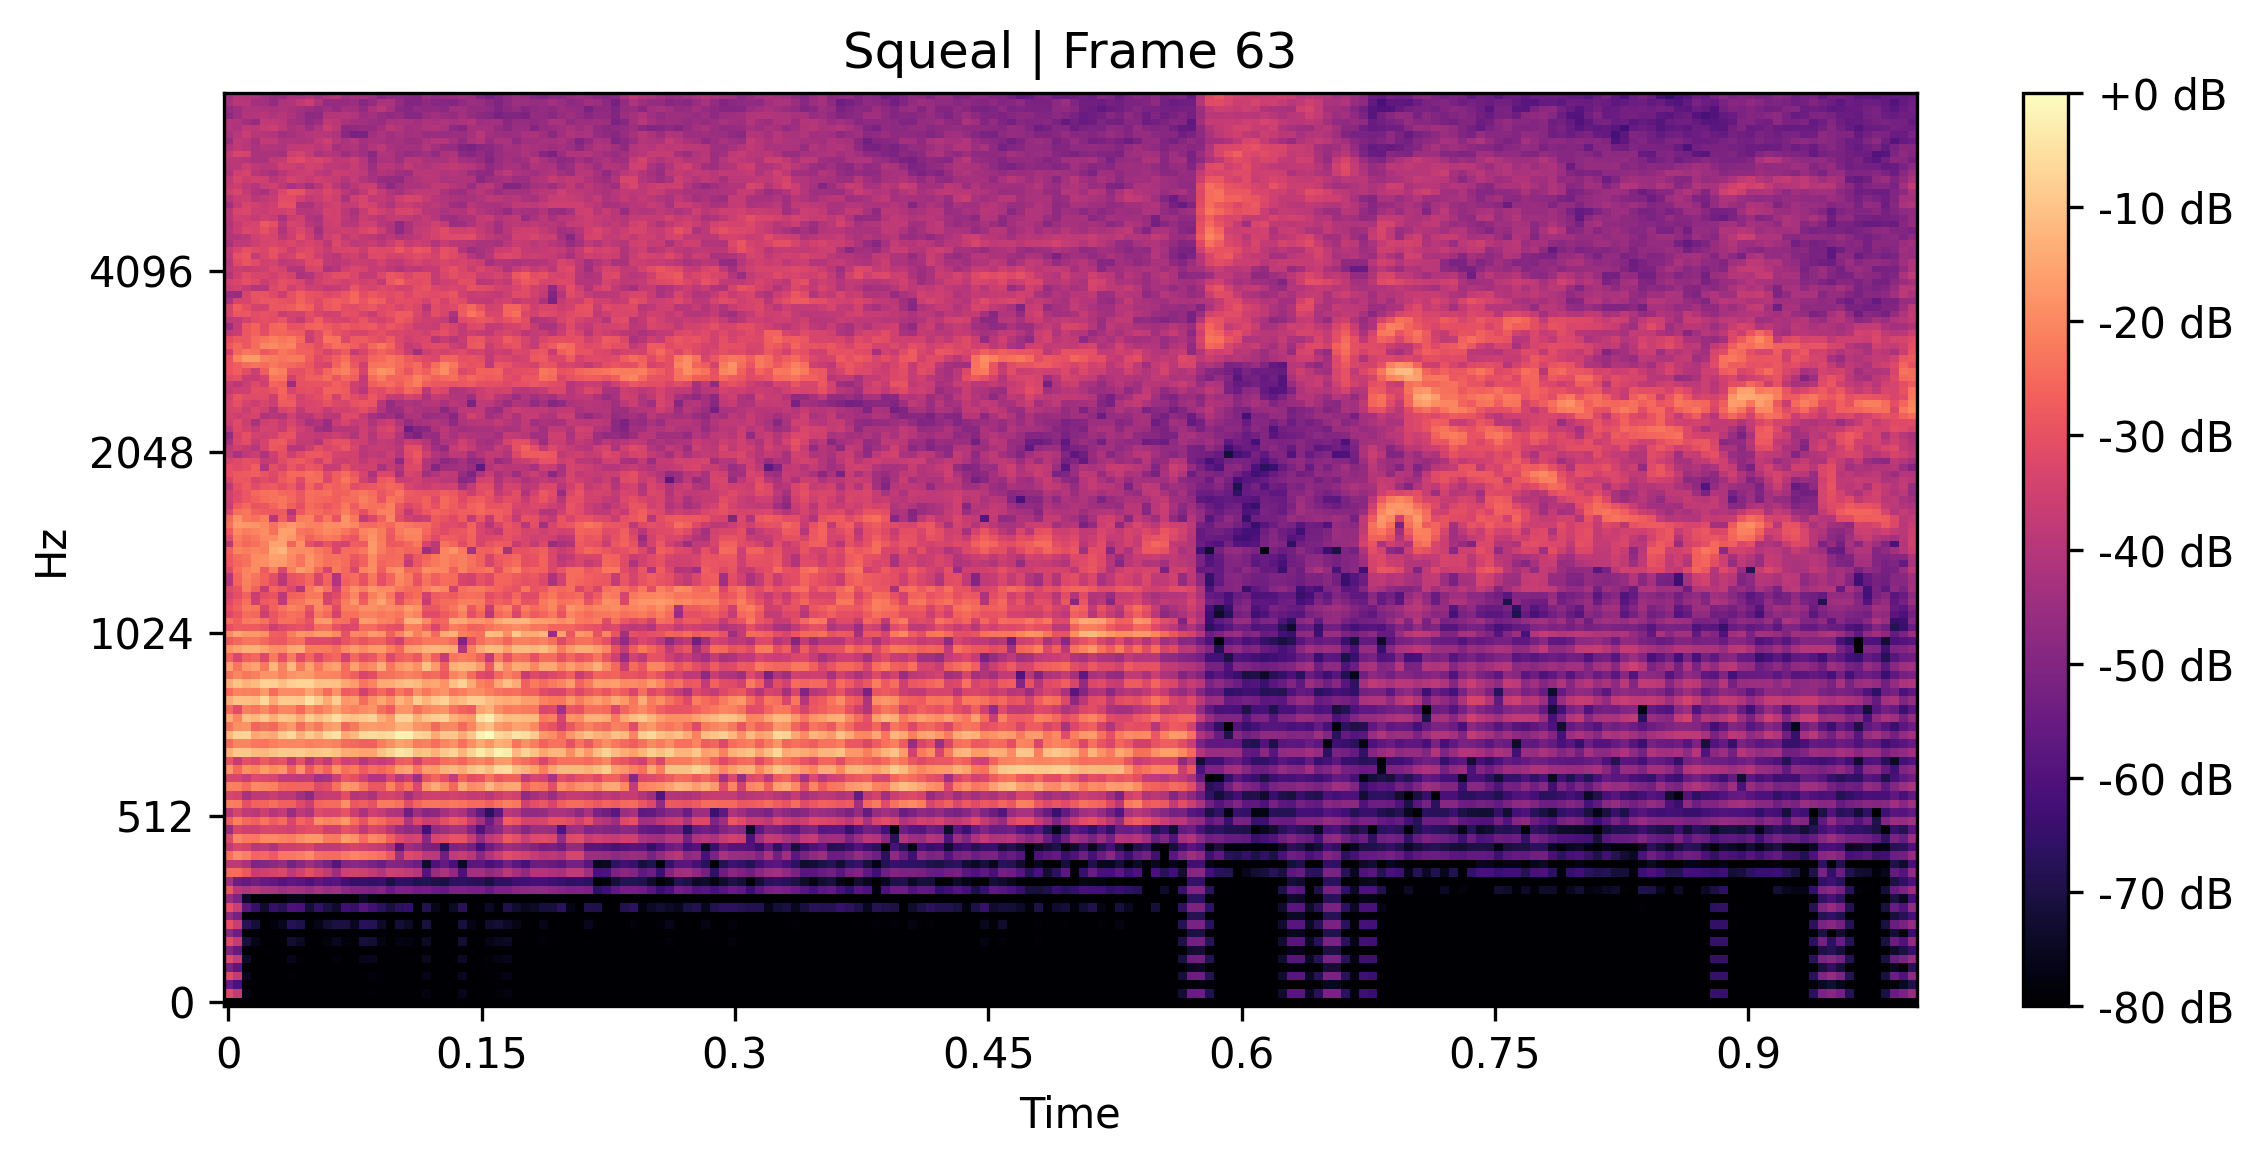 Squeal | Frame 63
Hz
4096
2048
1024
512
0
0 0.15 0.3 0.45 0.6 0.75 0.9
Time
+0 dB
-10 dB
-20 dB
-30 dB
-40 dB
-50 dB
-60 dB
-70 dB
-80 dB